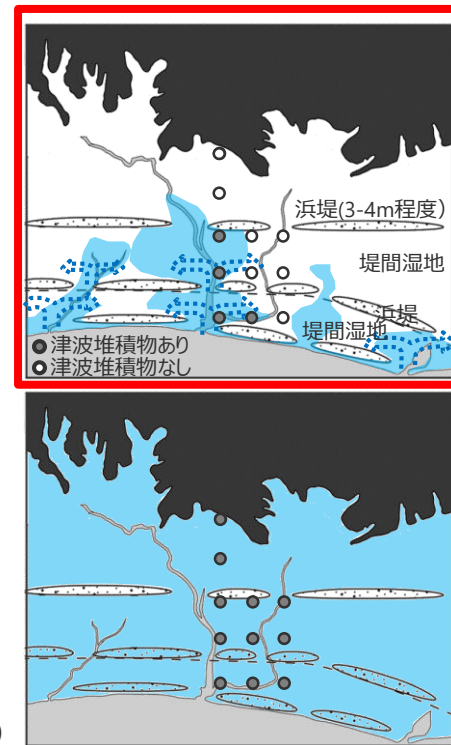 浜堤(3-4m程度)
堤間湿地
浜堤
堤間湿地
津波堆積物あり
津波堆積物なし
)